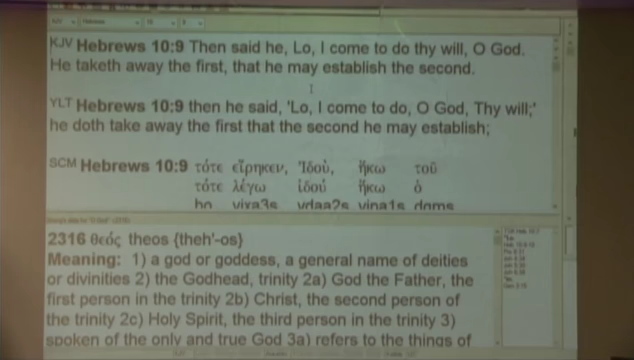 KJV Hebrews 10:9 Then said he, Lo, I come to do thy will, O God.
He taketh away the first, that he may establish the second.
YLT Hebrews 10:9 then he said, 'Lo, I come to do, O God, Thy will;'
he doth take away the first that the second he may establish;
SCM Hebrews 10:9 τότε εἴρηκεν, Ἰδού, ἥκω τοῦ
τότε λέγω ἰδού ἥκω ὁ
2316 θεός theos {theh'-os}
Meaning: 1) a god or goddess, a general name of deities
or divinities 2) the Godhead, trinity 2a) God the Father, the
first person in the trinity 2b) Christ, the second person of
the trinity 2c) Holy Spirit, the third person in the trinity 3)
spoken of the only and true God 3a) refers to the things of